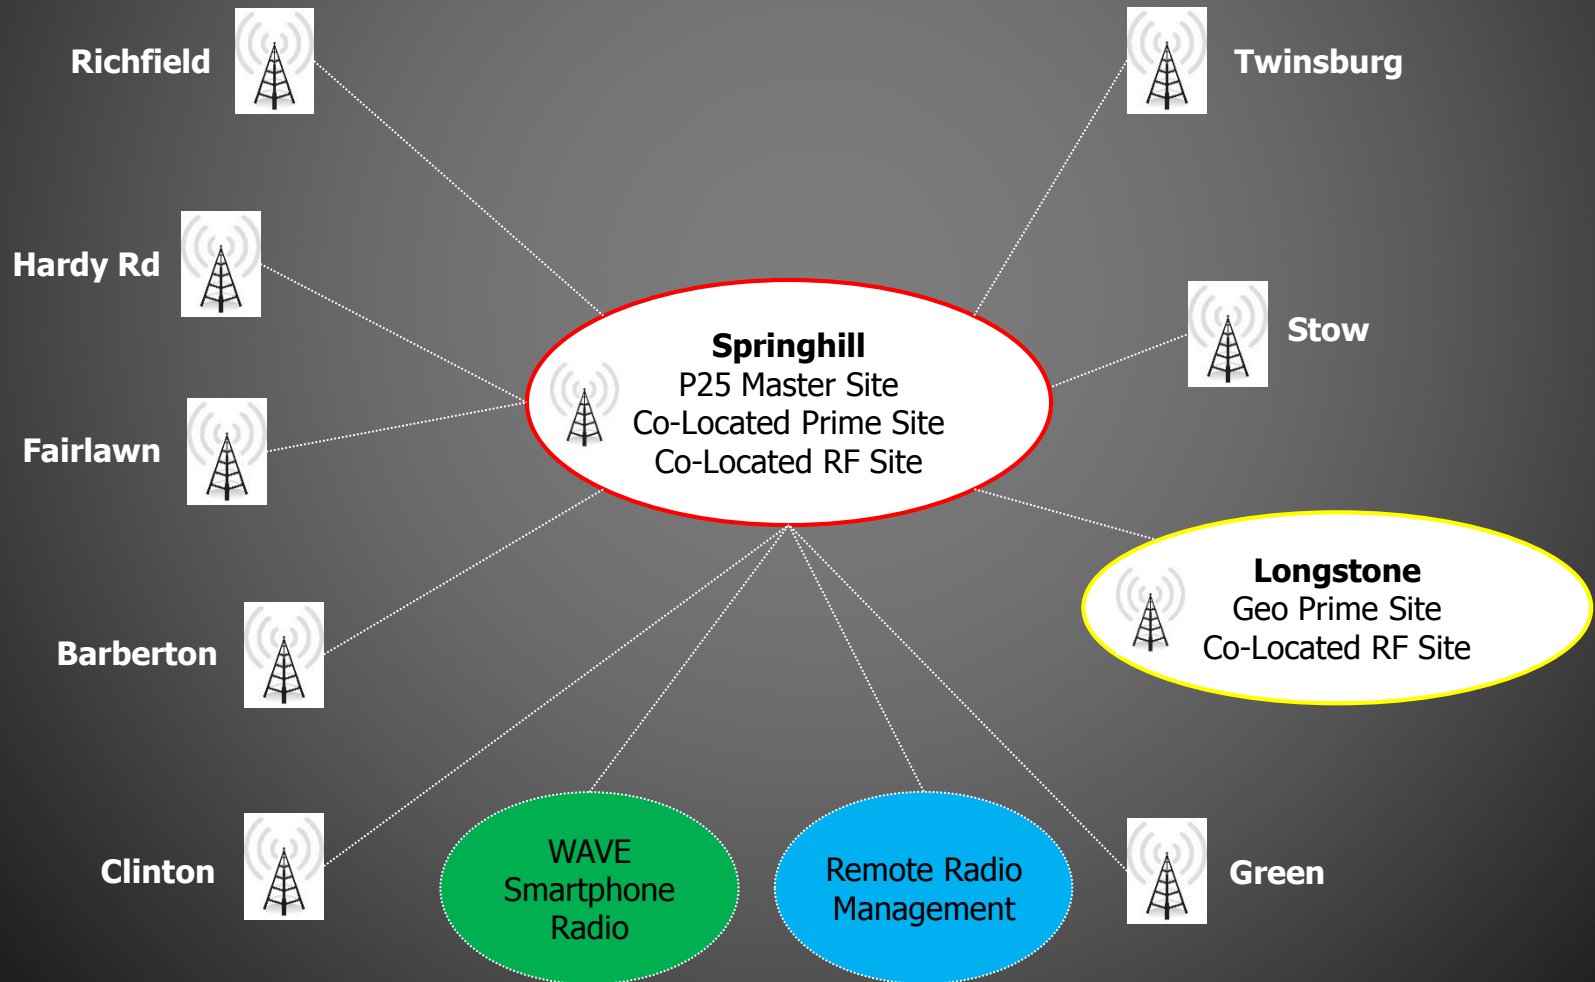 Richfield
Twinsburg
Hardy Rd
Stow
Springhill
P25 Master Site
Co-Located Prime Site
Co-Located RF Site
Fairlawn
Longstone
Geo Prime Site
Co-Located RF Site
Barberton
Clinton
WAVE
Smartphone
Radio
Remote Radio
Management
Green